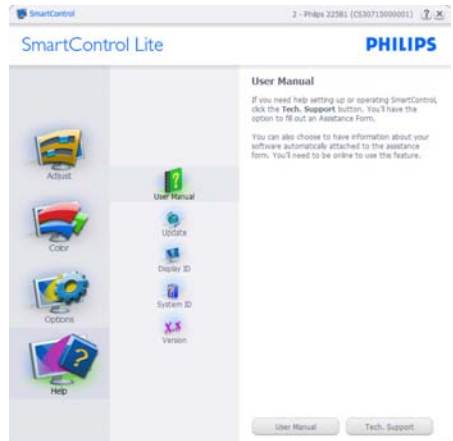 SmartControl
2 - Philips 225B1 (CS30715000001)
? X
SmartControl Lite
PHILIPS
Adjust
Color
Options
Help
User Manual
Update
Display ID
System ID
Version
User Manual
If you need help setting up or operating SmartControl,
click the Tech. Support button. You'll have the
option to fill out an Assistance Form.
You can also choose to have information about your
software automatically attached to the assistance
form. You'll need to be online to use this feature.
User Manual
Tech. Support